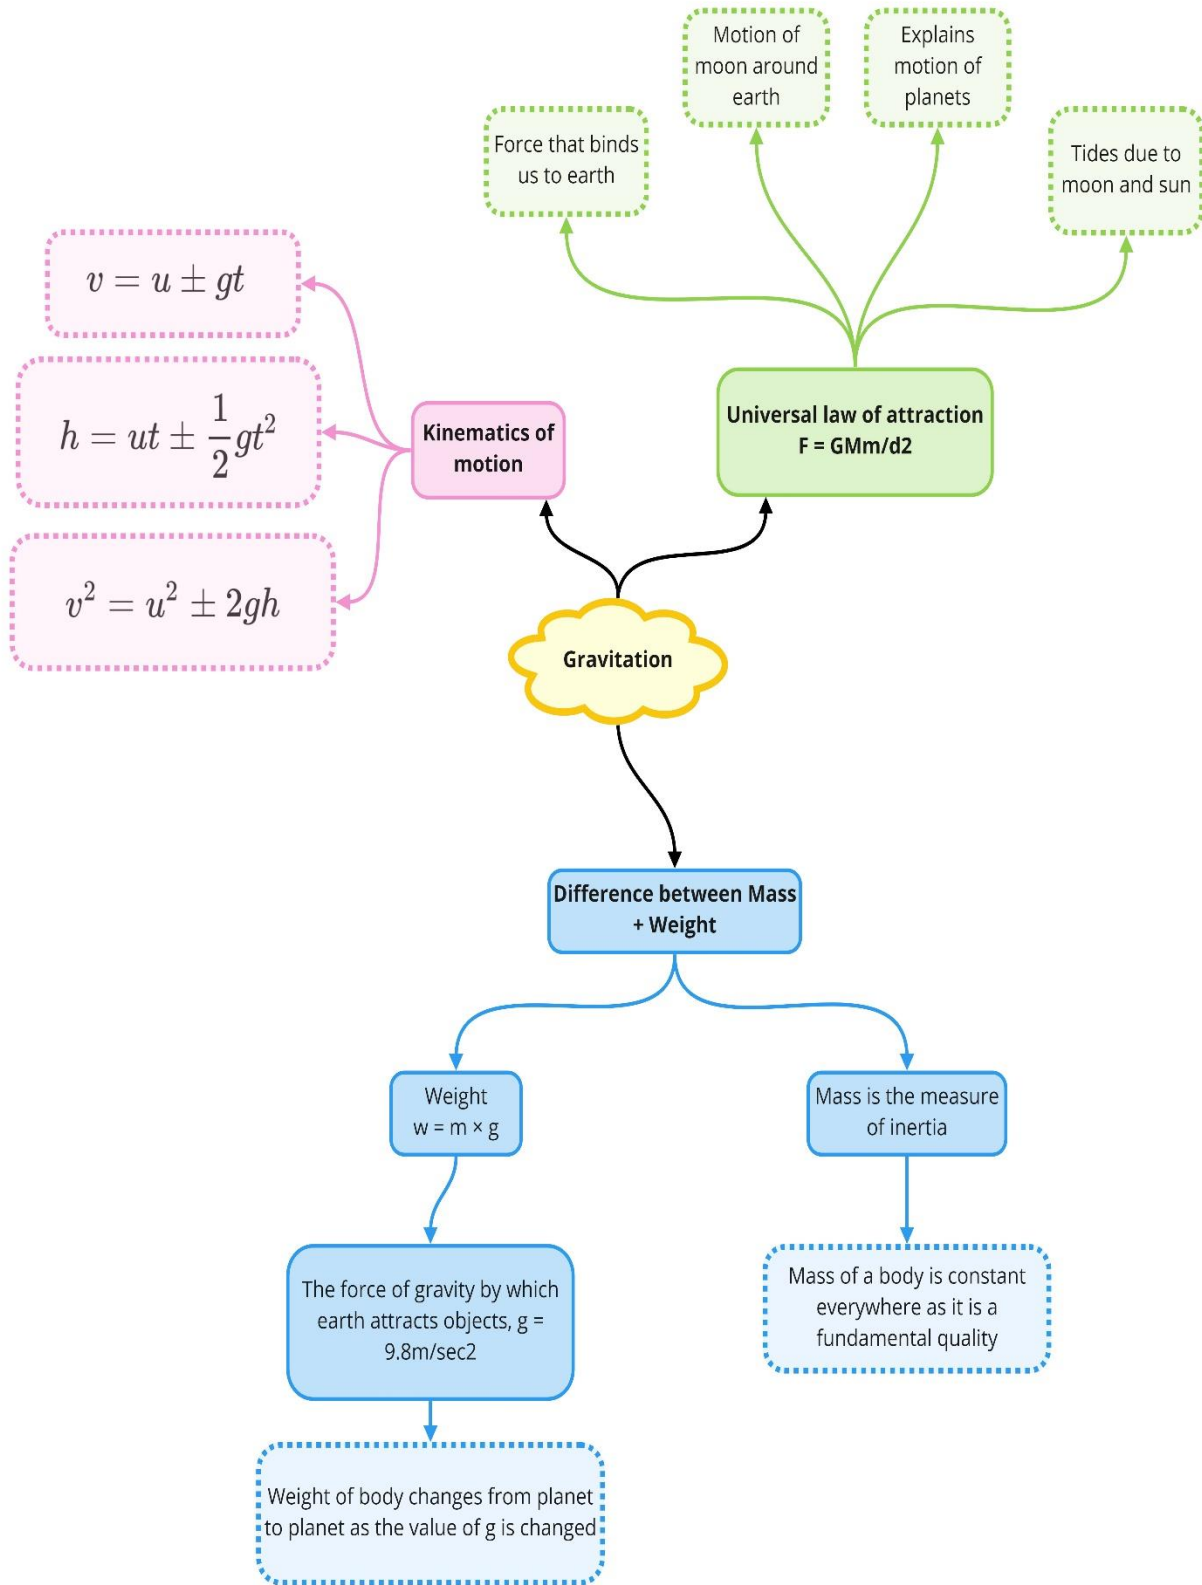 Motion of
moon around
earth
Explains
motion of
planets
Force that binds
us to earth
Tides due to
moon and sun
v = u ± gt
h = ut ± \frac{1}{2}gt²
v² = u² ± 2gh
Kinematics of
motion
Universal law of attraction
F = GMm/d2
Gravitation
Difference between Mass
+ Weight
Weight
w = m × g
Mass is the measure
of inertia
The force of gravity by which
earth attracts objects, g =
9.8m/sec2
Mass of a body is constant
everywhere as it is a
fundamental quality
Weight of body changes from planet
to planet as the value of g is changed